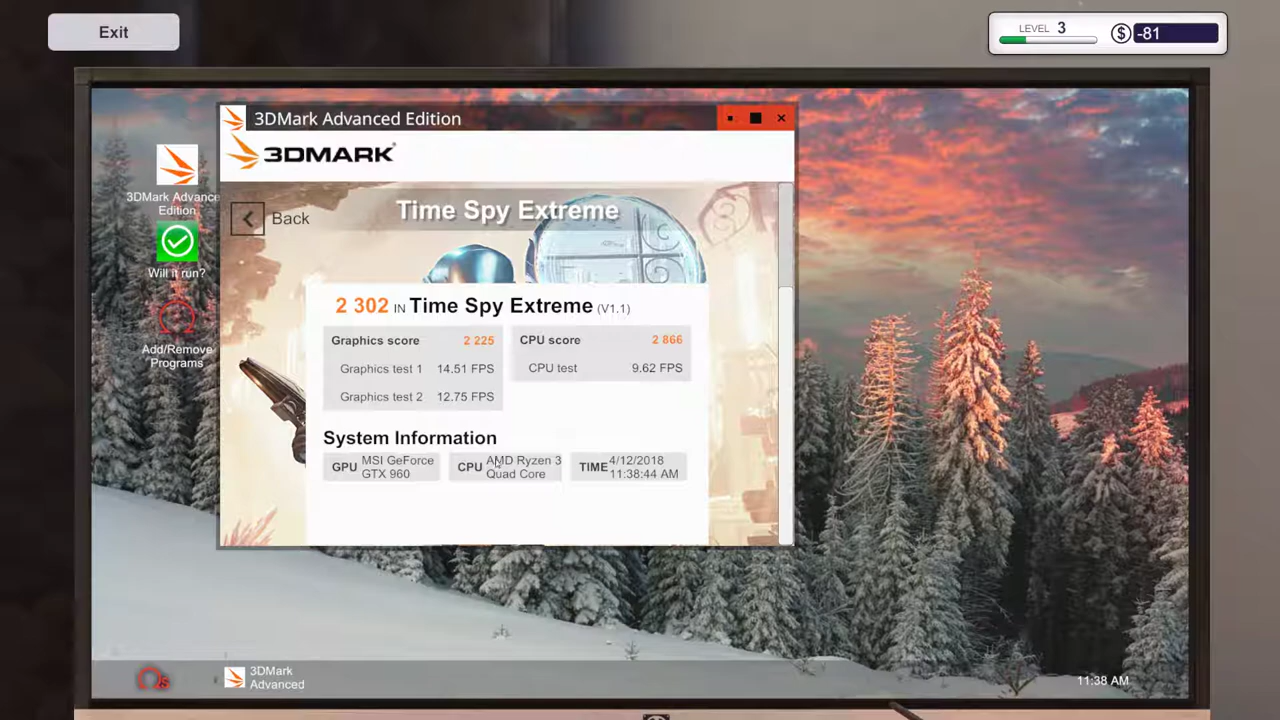 Exit
LEVEL 3
$ -81
3DMark Advanced Edition
3DMARK
3DMark Advance
Edition
Will it run?
Add/Remove
Programs
Back
Time Spy Extreme
2 302 IN Time Spy Extreme (V1.1)
Graphics score 2 225
Graphics test 1 14.51 FPS
Graphics test 2 12.75 FPS
CPU score 2 866
CPU test 9.62 FPS
System Information
GPU MSI GeForce
GTX 960
CPU AMD Ryzen 3
Quad Core
TIME 4/12/2018
11:38:44 AM
3DMark
Advanced
11:38 AM